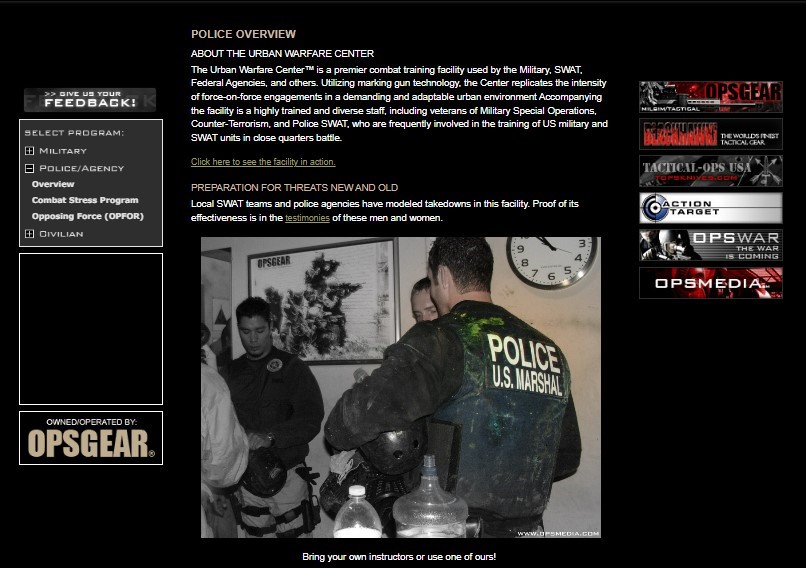 POLICE OVERVIEW
ABOUT THE URBAN WARFARE CENTER
The Urban Warfare Center™ is a premier combat training facility used by the Military, SWAT,
Federal Agencies, and others. Utilizing marking gun technology, the Center replicates the intensity
of force-on-force engagements in a demanding and adaptable urban environment Accompanying
the facility is a highly trained and diverse staff, including veterans of Military Special Operations,
Counter-Terrorism, and Police SWAT, who are frequently involved in the training of US military and
SWAT units in close quarters battle.
Click here to see the facility in action.
PREPARATION FOR THREATS NEW AND OLD
Local SWAT teams and police agencies have modeled takedowns in this facility. Proof of its
effectiveness is in the testimonies of these men and women.
OPSGEAR
POLICE
U.S. MARSHAL
WWW.OPSMEDIA.COM
Bring your own instructors or use one of ours!
>> GIVE US YOUR
FEEDBACK!
SELECT PROGRAM:
MILITARY
POLICE/AGENCY
Overview
Combat Stress Program
Opposing Force (OPFOR)
CIVILIAN
OWNED/OPERATED BY:
OPSGEAR®
OPSGEAR
MILSIM/TACTICAL
BLACKHAWK!
THE WORLD'S FINEST
TACTICAL GEAR.
TACTICAL-OPS USA
TOPSKNIVES.COM
ACTION
TARGET
OPSWAR
THE WAR
IS COMING
OPSMEDIA